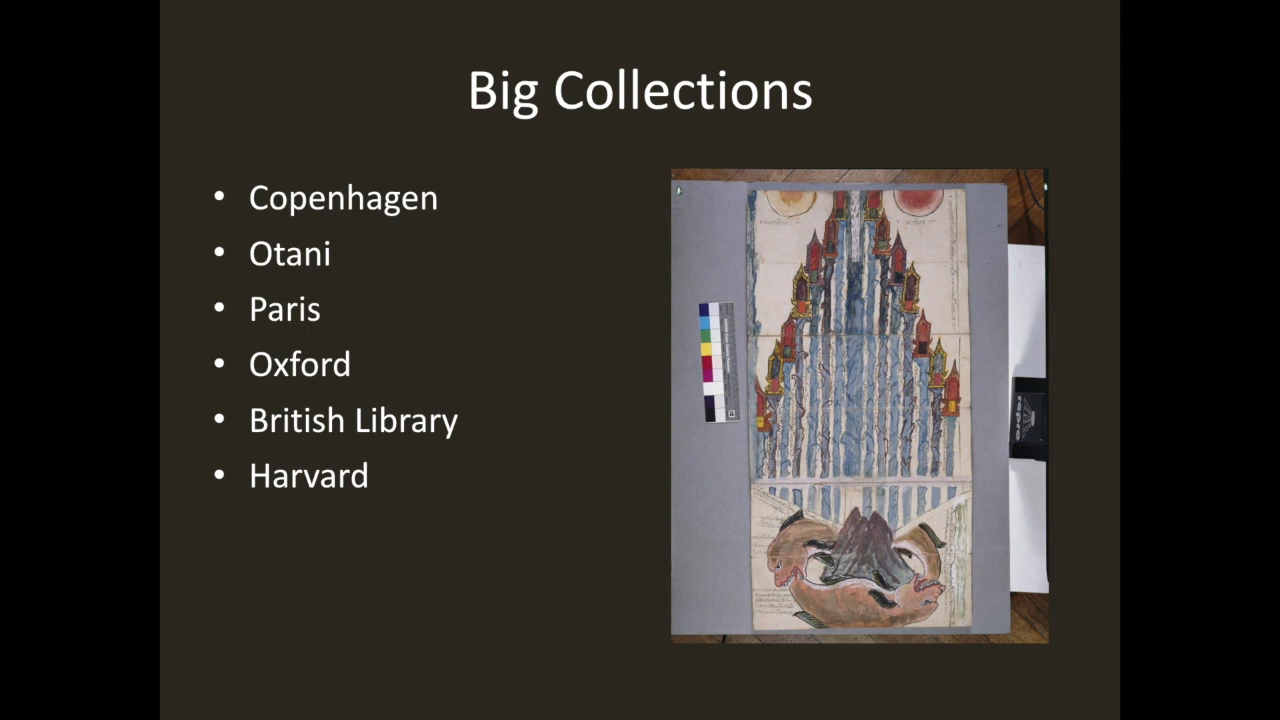 Big Collections
• Copenhagen
• Otani
• Paris
• Oxford
• British Library
• Harvard